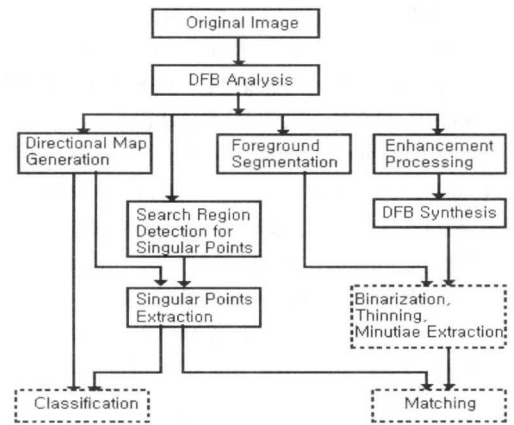 Original Image
DFB Analysis
Directional Map
Generation
Foreground
Segmentation
Enhancement
Processing
Search Region
Detection for
Singular Points
DFB Synthesis
Singular Points
Extraction
Binarization,
Thinning,
Minutiae Extraction
Classification
Matching